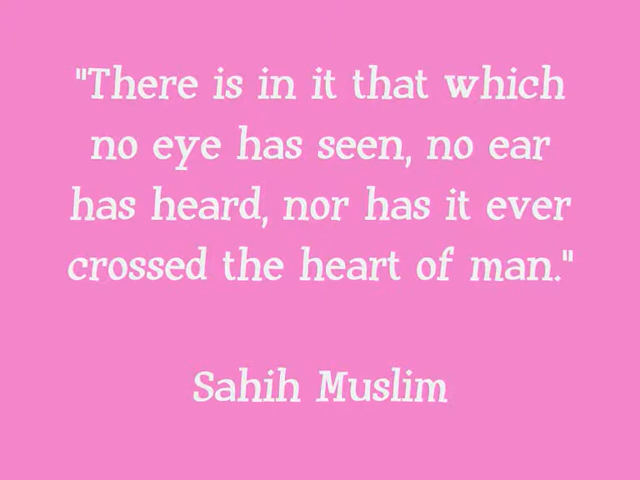 "There is in it that which
no eye has seen, no ear
has heard, nor has it ever
crossed the heart of man."
Sahih Muslim